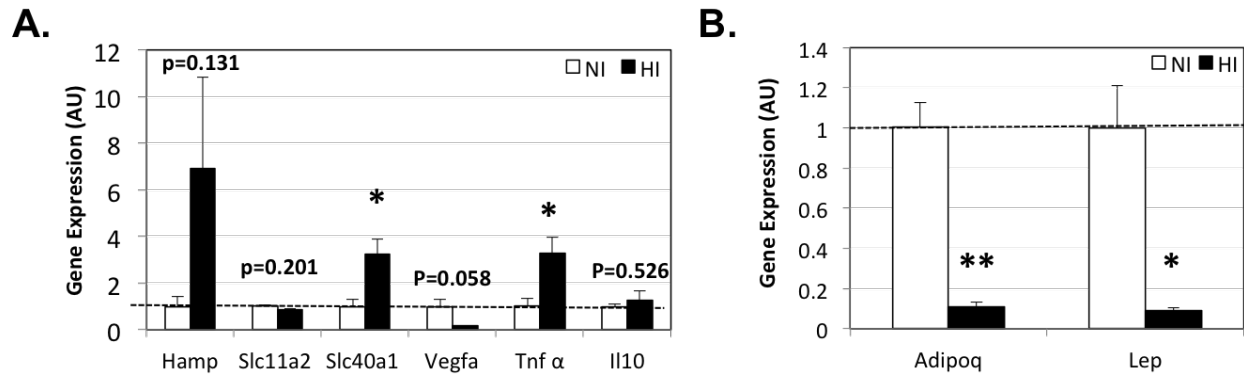 A.
Gene Expression (AU)
12
10
8
6
4
2
0
NI HI
p=0.131
p=0.201
*
P=0.058
*
P=0.526
Hamp Slc11a2 Slc40a1 Vegfa Tnf α Il10
B.
Gene Expression (AU)
1.4
1.2
1
0.8
0.6
0.4
0.2
0
NI HI
**
*
Adipoq Lep